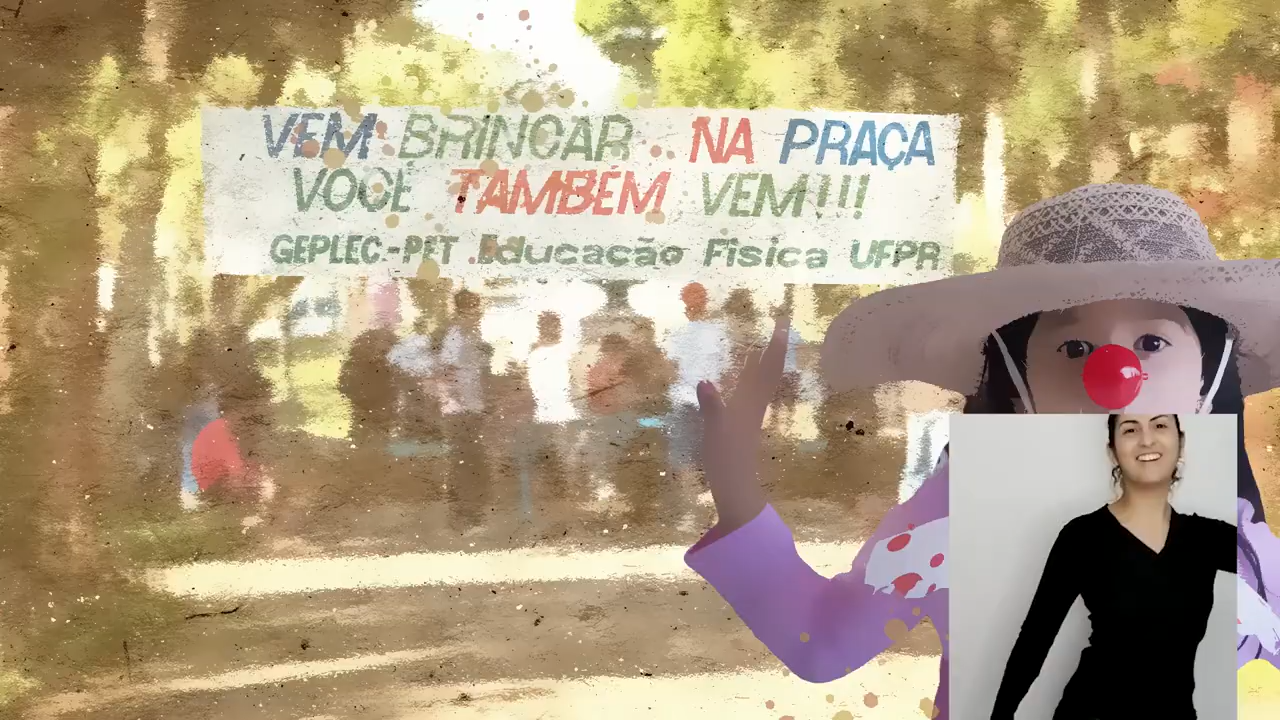 VEM BRINCAR NA PRAÇA
VOCÊ TAMBÉM VEM!!!
GEPLEC-PET Educação Física UFPR